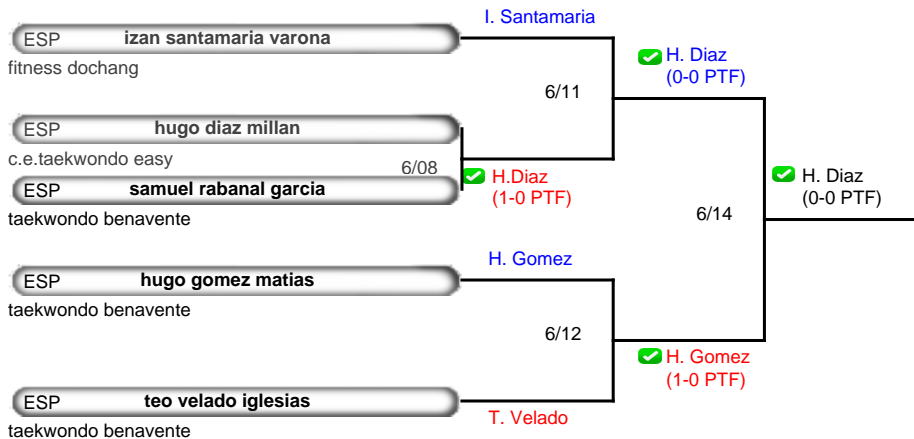 I. Santamaria
ESP izan santamaria varona
fitness dochang
H. Diaz
(0-0 PTF)
6/11
ESP hugo diaz millan
c.e.taekwondo easy
6/08
H.Diaz
(1-0 PTF)
ESP samuel rabanal garcia
taekwondo benavente
H. Diaz
(0-0 PTF)
6/14
H. Gomez
ESP hugo gomez matias
taekwondo benavente
6/12
H. Gomez
(1-0 PTF)
ESP teo velado iglesias
T. Velado
taekwondo benavente